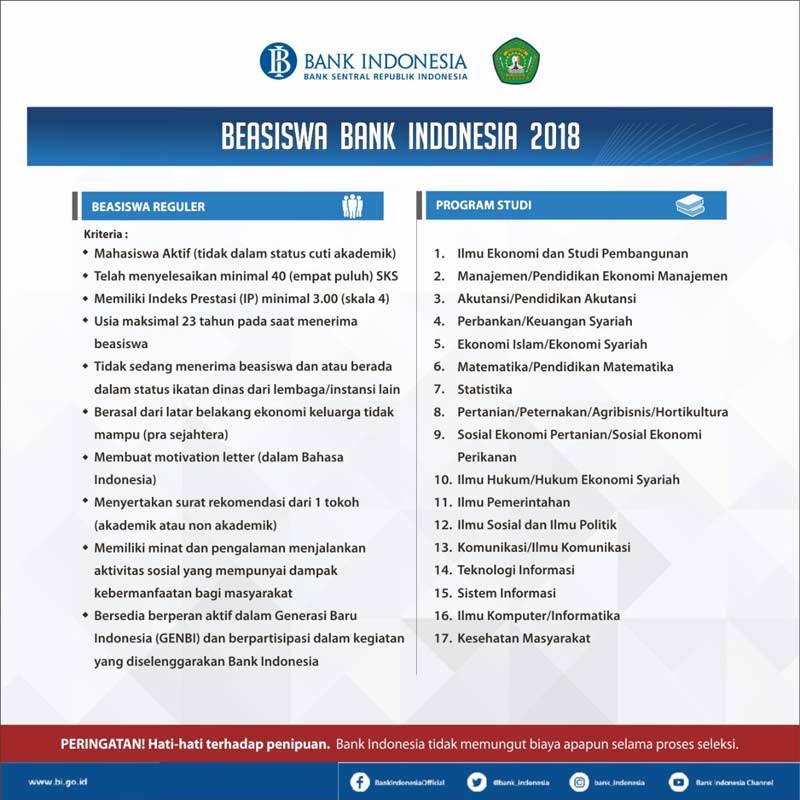 BANK INDONESIA
BANK SENTRAL REPUBLIK INDONESIA
BEASISWA BANK INDONESIA 2018
BEASISWA REGULER
Kriteria :
Mahasiswa Aktif (tidak dalam status cuti akademik)
Telah menyelesaikan minimal 40 (empat puluh) SKS
Memiliki Indeks Prestasi (IP) minimal 3.00 (skala 4)
Usia maksimal 23 tahun pada saat menerima
beasiswa
Tidak sedang menerima beasiswa dan atau berada
dalam status ikatan dinas dari lembaga/instansi lain
Berasal dari latar belakang ekonomi keluarga tidak
mampu (pra sejahtera)
Membuat motivation letter (dalam Bahasa
Indonesia)
Menyertakan surat rekomendasi dari 1 tokoh
(akademik atau non akademik)
Memiliki minat dan pengalaman menjalankan
aktivitas sosial yang mempunyai dampak
kebermanfaatan bagi masyarakat
Bersedia berperan aktif dalam Generasi Baru
Indonesia (GENBI) dan berpartisipasi dalam kegiatan
yang diselenggarakan Bank Indonesia
PROGRAM STUDI
1. Ilmu Ekonomi dan Studi Pembangunan
2. Manajemen/Pendidikan Ekonomi Manajemen
3. Akutansi/Pendidikan Akutansi
4. Perbankan/Keuangan Syariah
5. Ekonomi Islam/Ekonomi Syariah
6. Matematika/Pendidikan Matematika
7. Statistika
8. Pertanian/Peternakan/Agribisnis/Hortikultura
9. Sosial Ekonomi Pertanian/Sosial Ekonomi
Perikanan
10. Ilmu Hukum/Hukum Ekonomi Syariah
11. Ilmu Pemerintahan
12. Ilmu Sosial dan Ilmu Politik
13. Komunikasi/Ilmu Komunikasi
14. Teknologi Informasi
15. Sistem Informasi
16. Ilmu Komputer/Informatika
17. Kesehatan Masyarakat
PERINGATAN! Hati-hati terhadap penipuan. Bank Indonesia tidak memungut biaya apapun selama proses seleksi.
www.bi.go.id
BankIndonesiaOfficial
@bank_indonesia
bank_indonesia
Bank Indonesia Channel